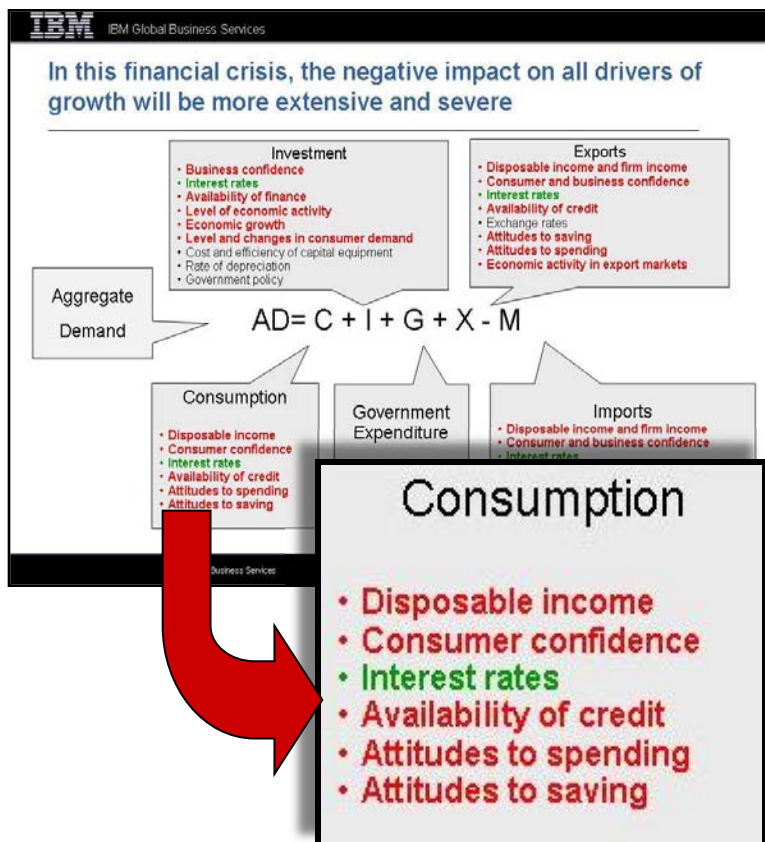 IBM IBM Global Business Services
In this financial crisis, the negative impact on all drivers of
growth will be more extensive and severe
Investment
• Business confidence
• Interest rates
• Availability of finance
• Level of economic activity
• Economic growth
• Level and changes in consumer demand
• Cost and efficiency of capital equipment
• Rate of depreciation
• Government policy
Exports
• Disposable income and firm income
• Consumer and business confidence
• Interest rates
• Availability of credit
• Exchange rates
• Attitudes to saving
• Attitudes to spending
• Economic activity in export markets
Aggregate
Demand
AD= C + I + G + X - M
Consumption
• Disposable income
• Consumer confidence
• Interest rates
• Availability of credit
• Attitudes to spending
• Attitudes to saving
Government
Expenditure
Imports
• Disposable income and firm income
• Consumer and business confidence
• Interest rates
Business Services
Consumption
• Disposable income
• Consumer confidence
• Interest rates
• Availability of credit
• Attitudes to spending
• Attitudes to saving